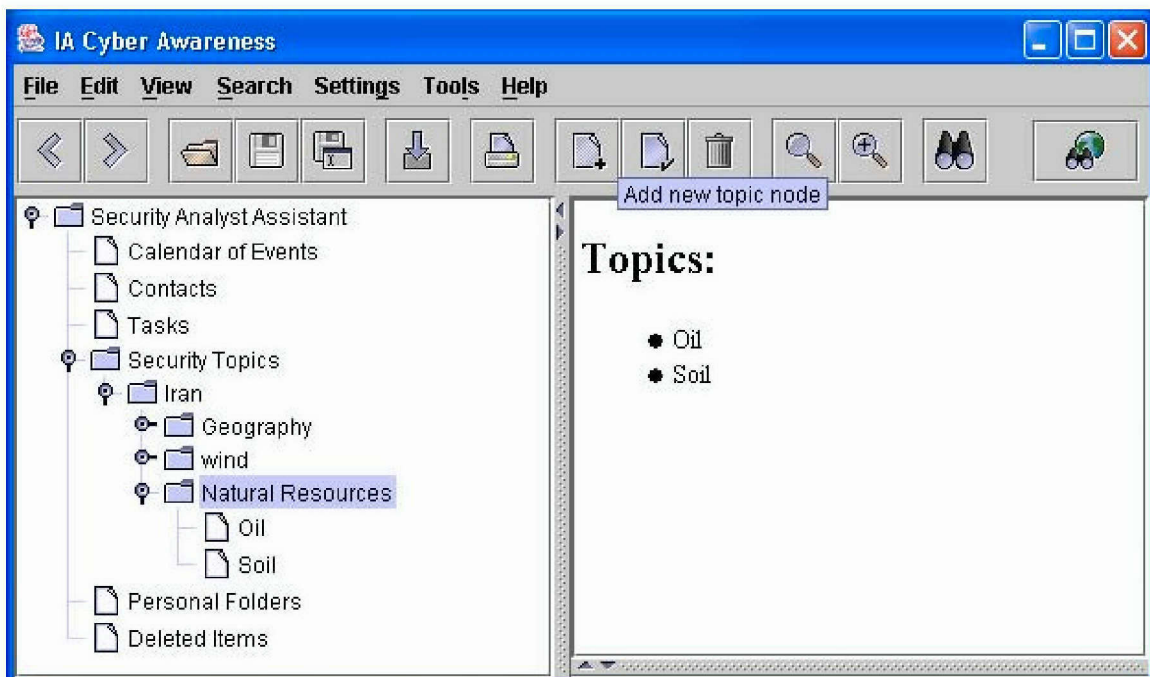 IA Cyber Awareness
File Edit View Search Settings Tools Help
Add new topic node
Security Analyst Assistant
Calendar of Events
Contacts
Tasks
Security Topics
Iran
Geography
wind
Natural Resources
Oil
Soil
Personal Folders
Deleted Items
Topics:
Oil
Soil